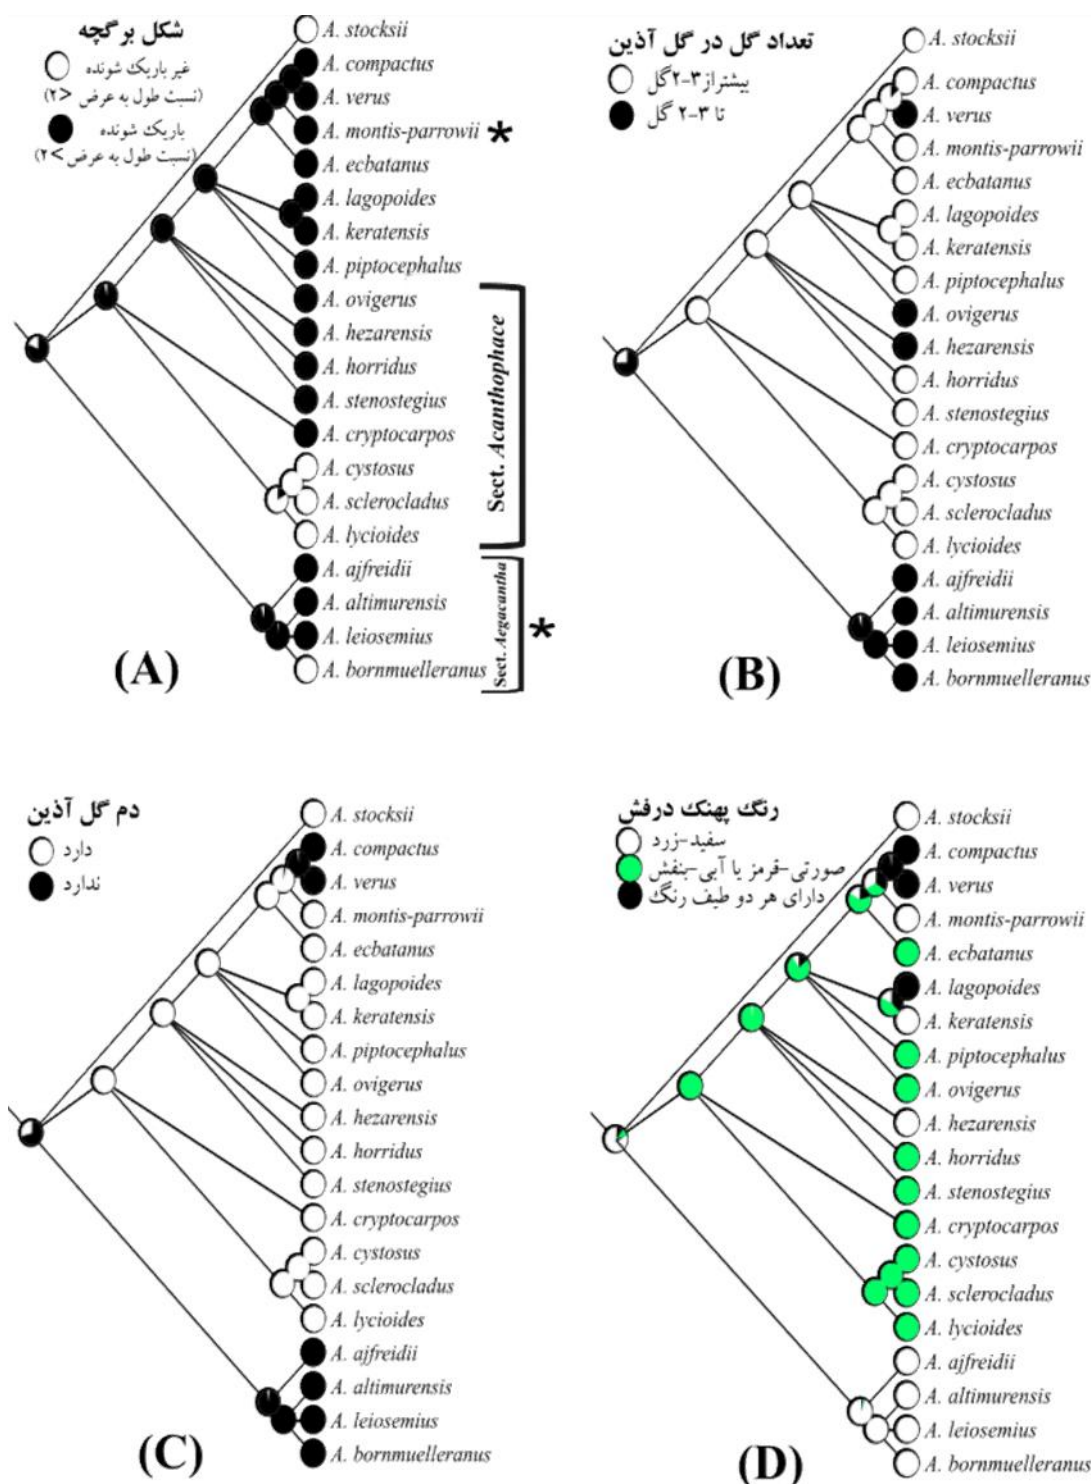 شکل برگچه
غیر باریک شونده
(نسبت طول به عرض <۲)
باریک شونده
(نسبت طول به عرض >۲)
A. stocksii
A. compactus
A. verus
A. montis-parrowii *
A. ecbatanus
A. lagopoides
A. keratensis
A. piptocephalus
A. ovigerus
A. hezarensis
A. horridus
A. stenostegius
A. cryptocarpos
A. cystosus
A. sclerocladus
A. lycioides
A. ajfreidii
A. altimurensis
A. leiosemius
A. bornmuelleranus
Sect. Acanthophace
Sect. Aegacantha *
(A)
تعداد گل در گل آذین
بیشتراز ۳-۲ گل
تا ۳-۲ گل
A. stocksii
A. compactus
A. verus
A. montis-parrowii
A. ecbatanus
A. lagopoides
A. keratensis
A. piptocephalus
A. ovigerus
A. hezarensis
A. horridus
A. stenostegius
A. cryptocarpos
A. cystosus
A. sclerocladus
A. lycioides
A. ajfreidii
A. altimurensis
A. leiosemius
A. bornmuelleranus
(B)
دم گل آذین
دارد
ندارد
A. stocksii
A. compactus
A. verus
A. montis-parrowii
A. ecbatanus
A. lagopoides
A. keratensis
A. piptocephalus
A. ovigerus
A. hezarensis
A. horridus
A. stenostegius
A. cryptocarpos
A. cystosus
A. sclerocladus
A. lycioides
A. ajfreidii
A. altimurensis
A. leiosemius
A. bornmuelleranus
(C)
رنگ پهنک درفش
سفید-زرد
صورتی-قرمز یا آبی-بنفش
دارای هر دو طیف رنگ
A. stocksii
A. compactus
A. verus
A. montis-parrowii
A. ecbatanus
A. lagopoides
A. keratensis
A. piptocephalus
A. ovigerus
A. hezarensis
A. horridus
A. stenostegius
A. cryptocarpos
A. cystosus
A. sclerocladus
A. lycioides
A. ajfreidii
A. altimurensis
A. leiosemius
A. bornmuelleranus
(D)